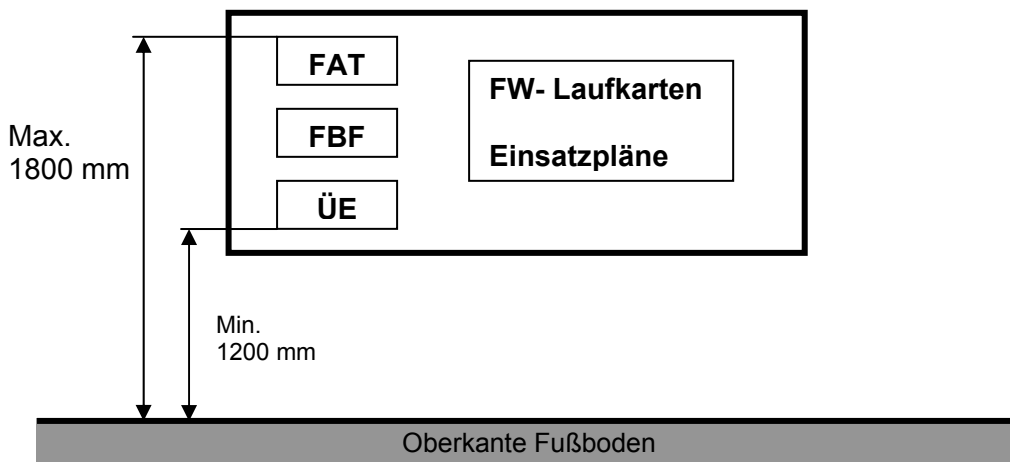 FAT
FW- Laufkarten
FBF
Einsatzpläne
ÜE
Max.
1800 mm
Min.
1200 mm
Oberkante Fußboden